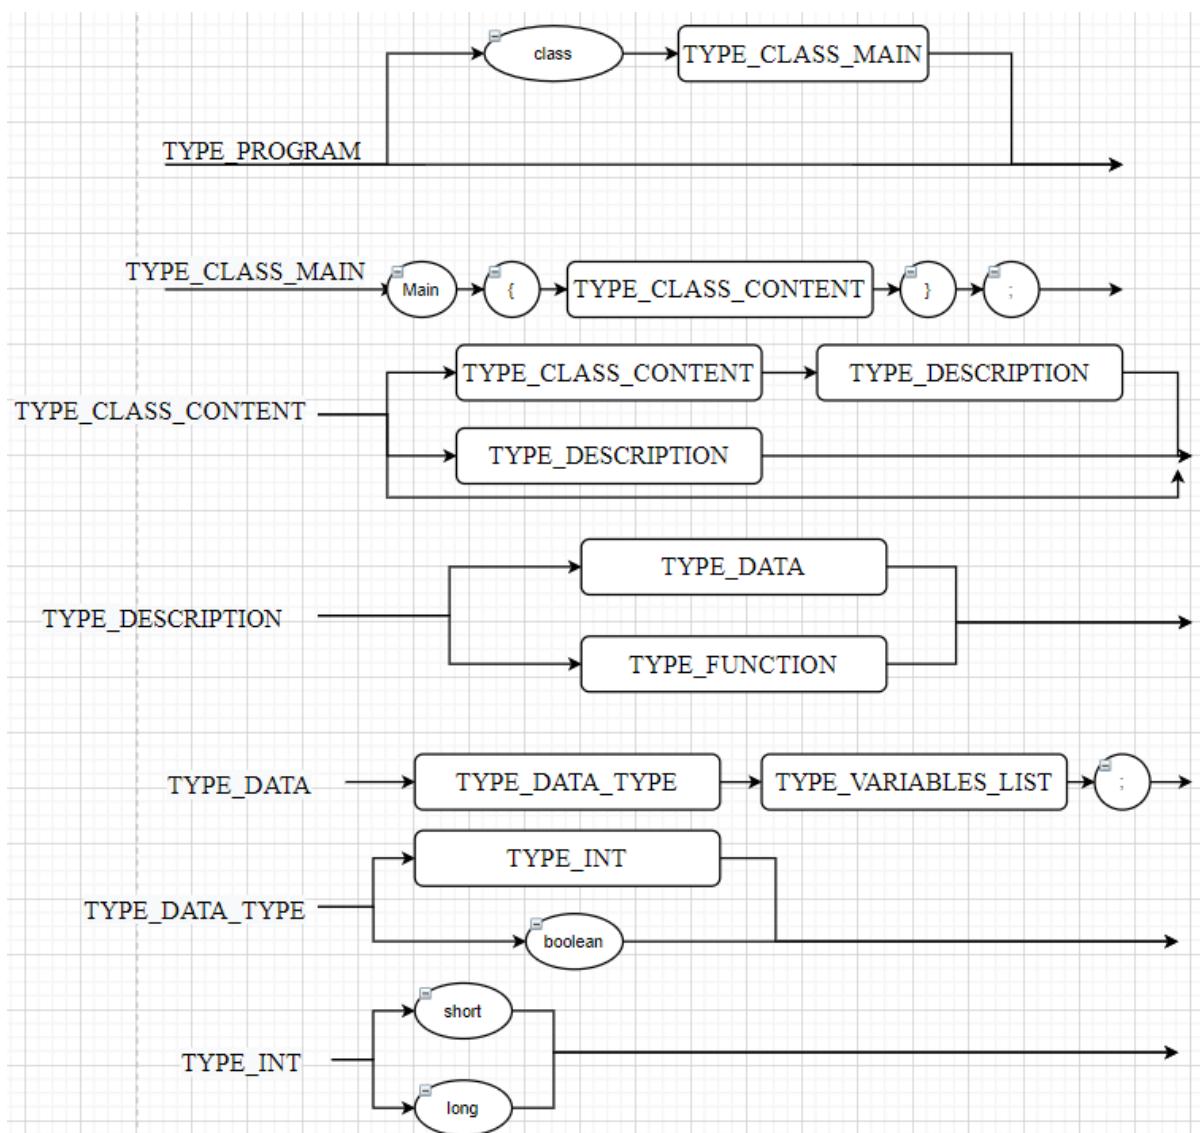 class TYPE_CLASS_MAIN
TYPE_PROGRAM
TYPE_CLASS_MAIN
Main { TYPE_CLASS_CONTENT } ;
TYPE_CLASS_CONTENT TYPE_DESCRIPTION
TYPE_CLASS_CONTENT
TYPE_DESCRIPTION
TYPE_DATA
TYPE_DESCRIPTION
TYPE_FUNCTION
TYPE_DATA TYPE_DATA_TYPE TYPE_VARIABLES_LIST ;
TYPE_INT
TYPE_DATA_TYPE
boolean
short
TYPE_INT
long